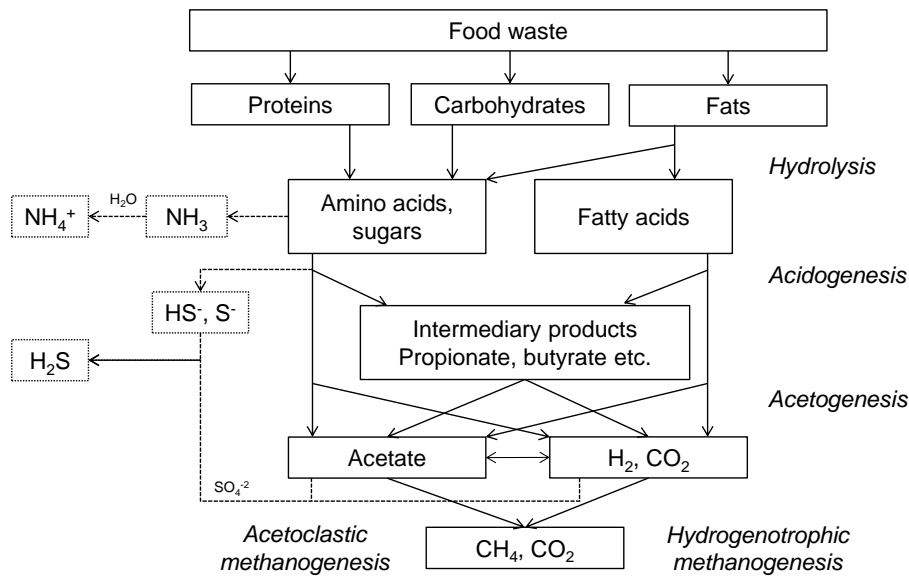 Food waste
Proteins
Carbohydrates
Fats
Hydrolysis
NH₄⁺
H₂O
NH₃
Amino acids,
sugars
Fatty acids
Acidogenesis
HS⁻, S⁻
Intermediary products
Propionate, butyrate etc.
H₂S
Acetogenesis
Acetate
H₂, CO₂
SO₄⁻²
Acetoclastic
methanogenesis
CH₄, CO₂
Hydrogenotrophic
methanogenesis